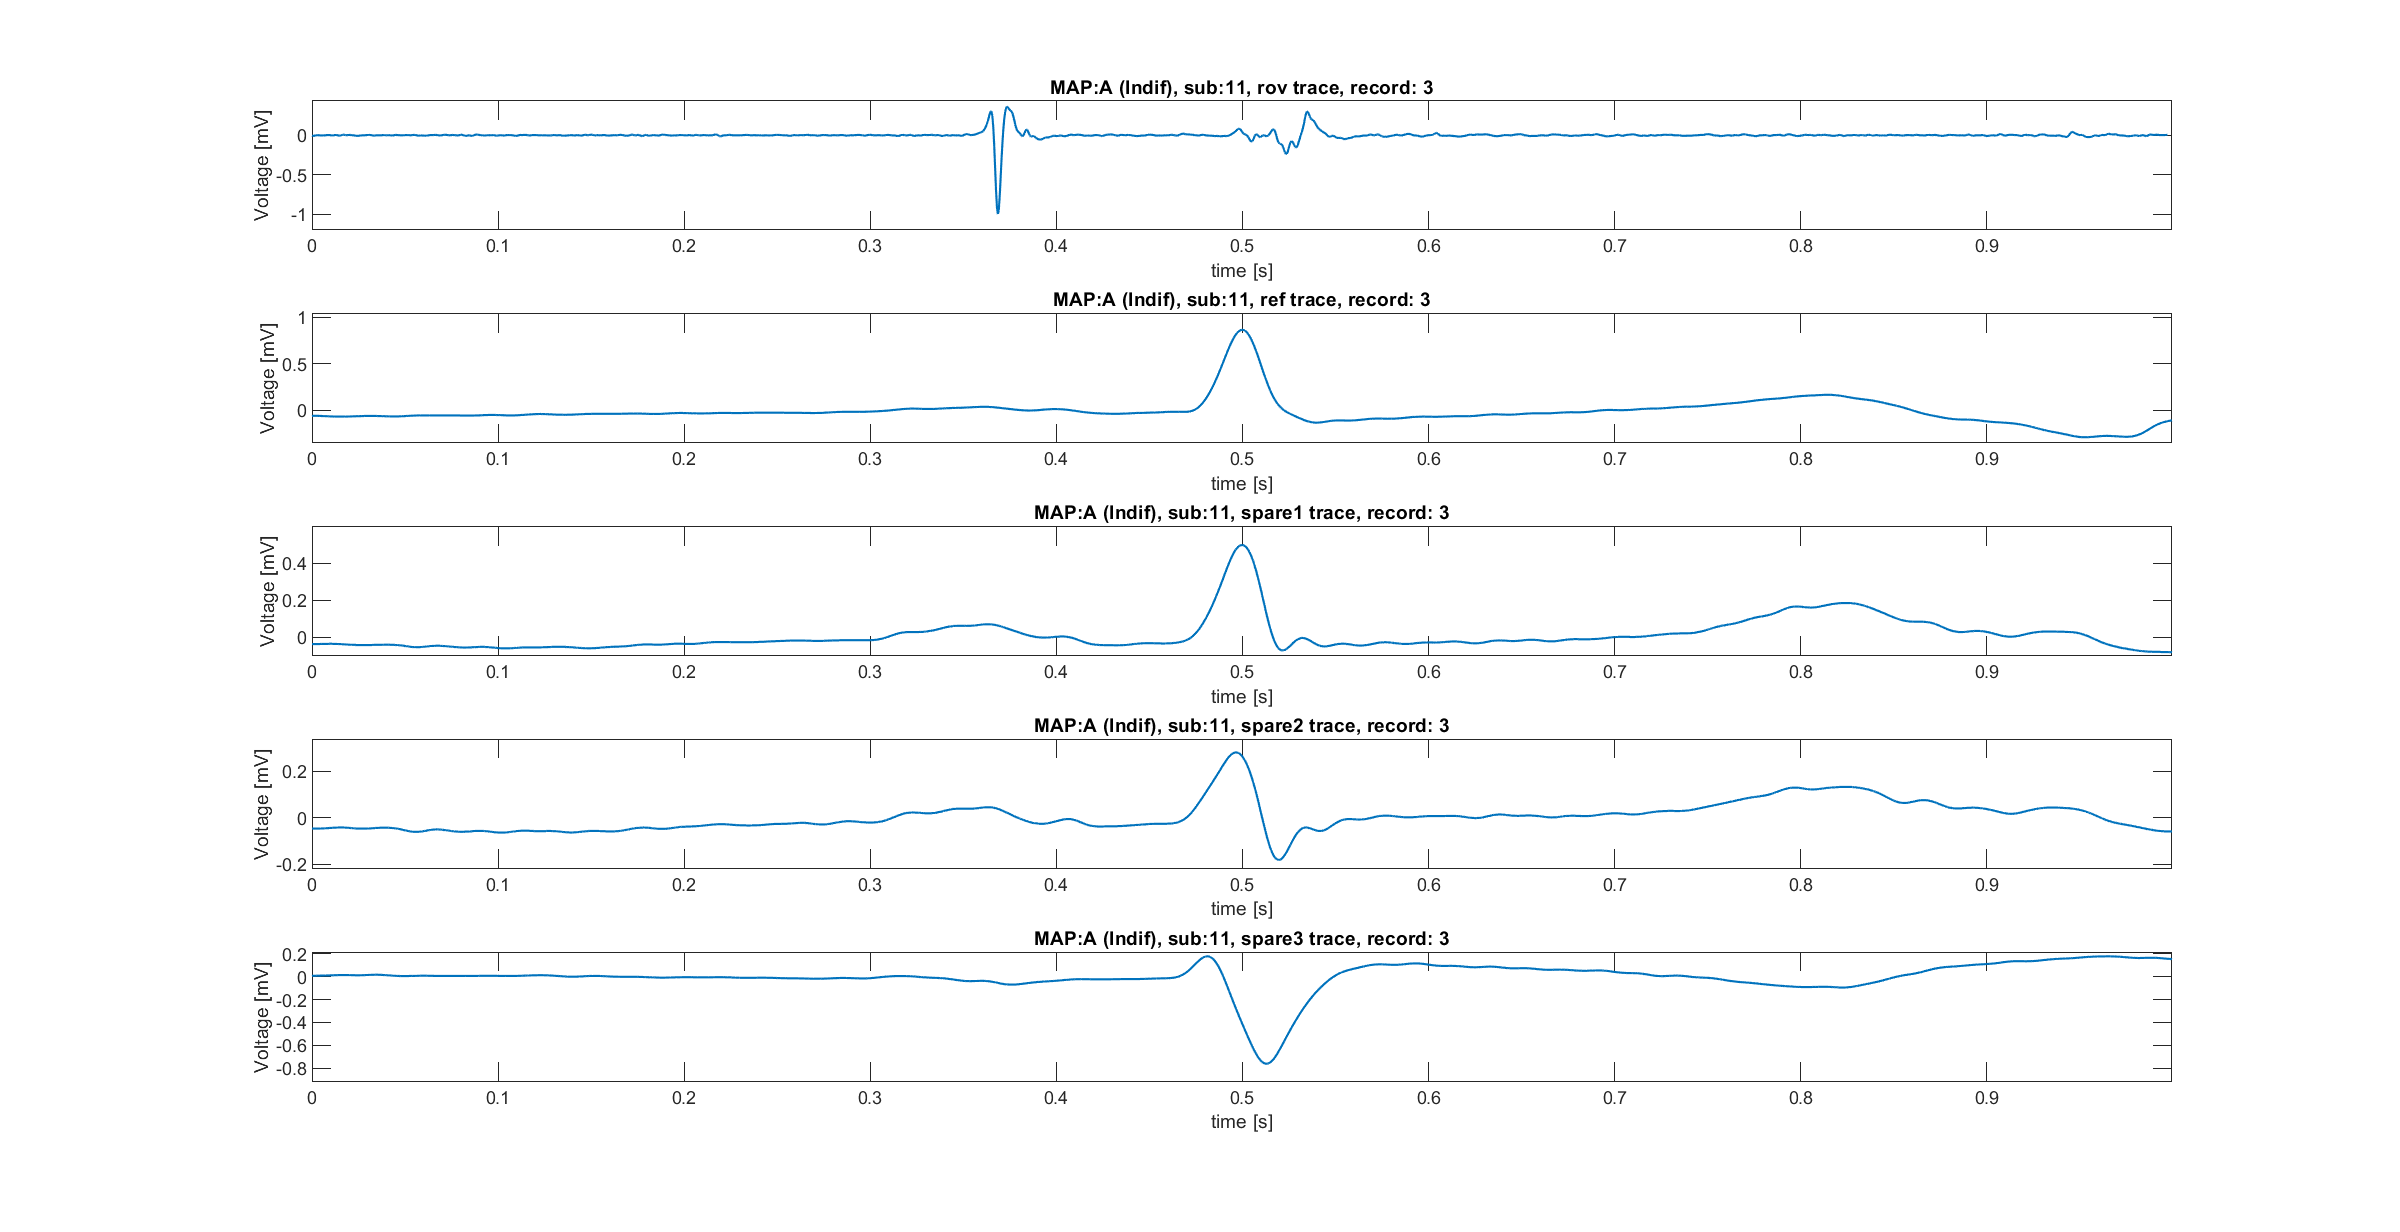 MAP:A (Indif), sub:11, rov trace, record: 3
Voltage [mV]
0
-0.5
-1
0 0.1 0.2 0.3 0.4 0.5 0.6 0.7 0.8 0.9
time [s]
MAP:A (Indif), sub:11, ref trace, record: 3
Voltage [mV]
1
0.5
0
0 0.1 0.2 0.3 0.4 0.5 0.6 0.7 0.8 0.9
time [s]
MAP:A (Indif), sub:11, spare1 trace, record: 3
Voltage [mV]
0.4
0.2
0
0 0.1 0.2 0.3 0.4 0.5 0.6 0.7 0.8 0.9
time [s]
MAP:A (Indif), sub:11, spare2 trace, record: 3
Voltage [mV]
0.2
0
-0.2
0 0.1 0.2 0.3 0.4 0.5 0.6 0.7 0.8 0.9
time [s]
MAP:A (Indif), sub:11, spare3 trace, record: 3
Voltage [mV]
0.2
0
-0.2
-0.4
-0.6
-0.8
0 0.1 0.2 0.3 0.4 0.5 0.6 0.7 0.8 0.9
time [s]